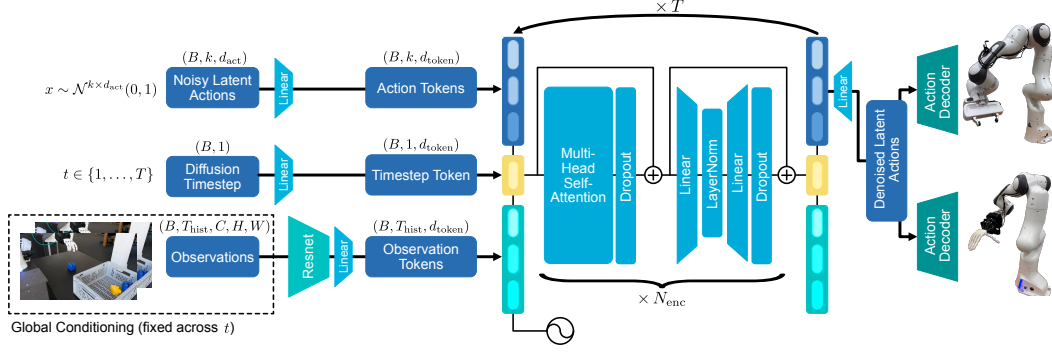 × T
(B, k, d_act)
(B, k, d_token)
x ∼ 𝒩^{k×d_act}(0, 1)
Noisy Latent
Actions
Linear
Action Tokens
(B, 1)
(B, 1, d_token)
t ∈ {1, . . . , T}
Diffusion
Timestep
Linear
Timestep Token
(B, T_hist, C, H, W)
(B, T_hist, d_token)
Observations
Resnet
Linear
Observation
Tokens
Global Conditioning (fixed across t)
Multi-
Head
Self-
Attention
Dropout
Linear
LayerNorm
Linear
Dropout
× N_enc
Linear
Denoised Latent
Actions
Action
Decoder
Action
Decoder